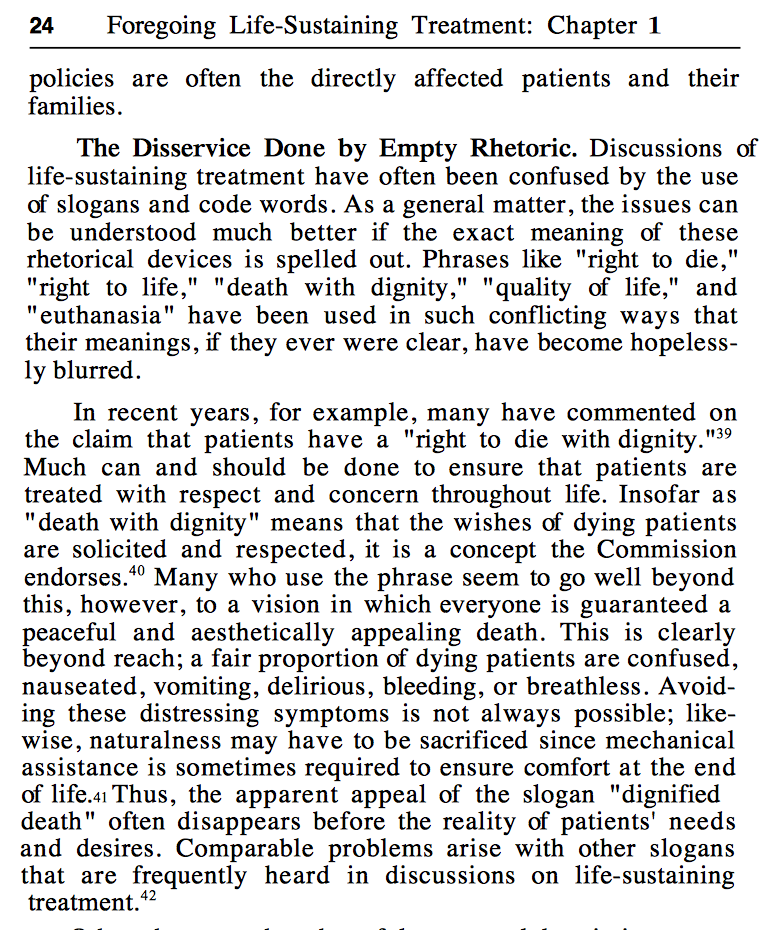 24 Foregoing Life-Sustaining Treatment: Chapter 1
policies are often the directly affected patients and their
families.
The Disservice Done by Empty Rhetoric. Discussions of
life-sustaining treatment have often been confused by the use
of slogans and code words. As a general matter, the issues can
be understood much better if the exact meaning of these
rhetorical devices is spelled out. Phrases like "right to die,"
"right to life," "death with dignity," "quality of life," and
"euthanasia" have been used in such conflicting ways that
their meanings, if they ever were clear, have become hopeless-
ly blurred.
In recent years, for example, many have commented on
the claim that patients have a "right to die with dignity."39
Much can and should be done to ensure that patients are
treated with respect and concern throughout life. Insofar as
"death with dignity" means that the wishes of dying patients
are solicited and respected, it is a concept the Commission
endorses.40 Many who use the phrase seem to go well beyond
this, however, to a vision in which everyone is guaranteed a
peaceful and aesthetically appealing death. This is clearly
beyond reach; a fair proportion of dying patients are confused,
nauseated, vomiting, delirious, bleeding, or breathless. Avoid-
ing these distressing symptoms is not always possible; like-
wise, naturalness may have to be sacrificed since mechanical
assistance is sometimes required to ensure comfort at the end
of life.41 Thus, the apparent appeal of the slogan "dignified
death" often disappears before the reality of patients' needs
and desires. Comparable problems arise with other slogans
that are frequently heard in discussions on life-sustaining
treatment.42